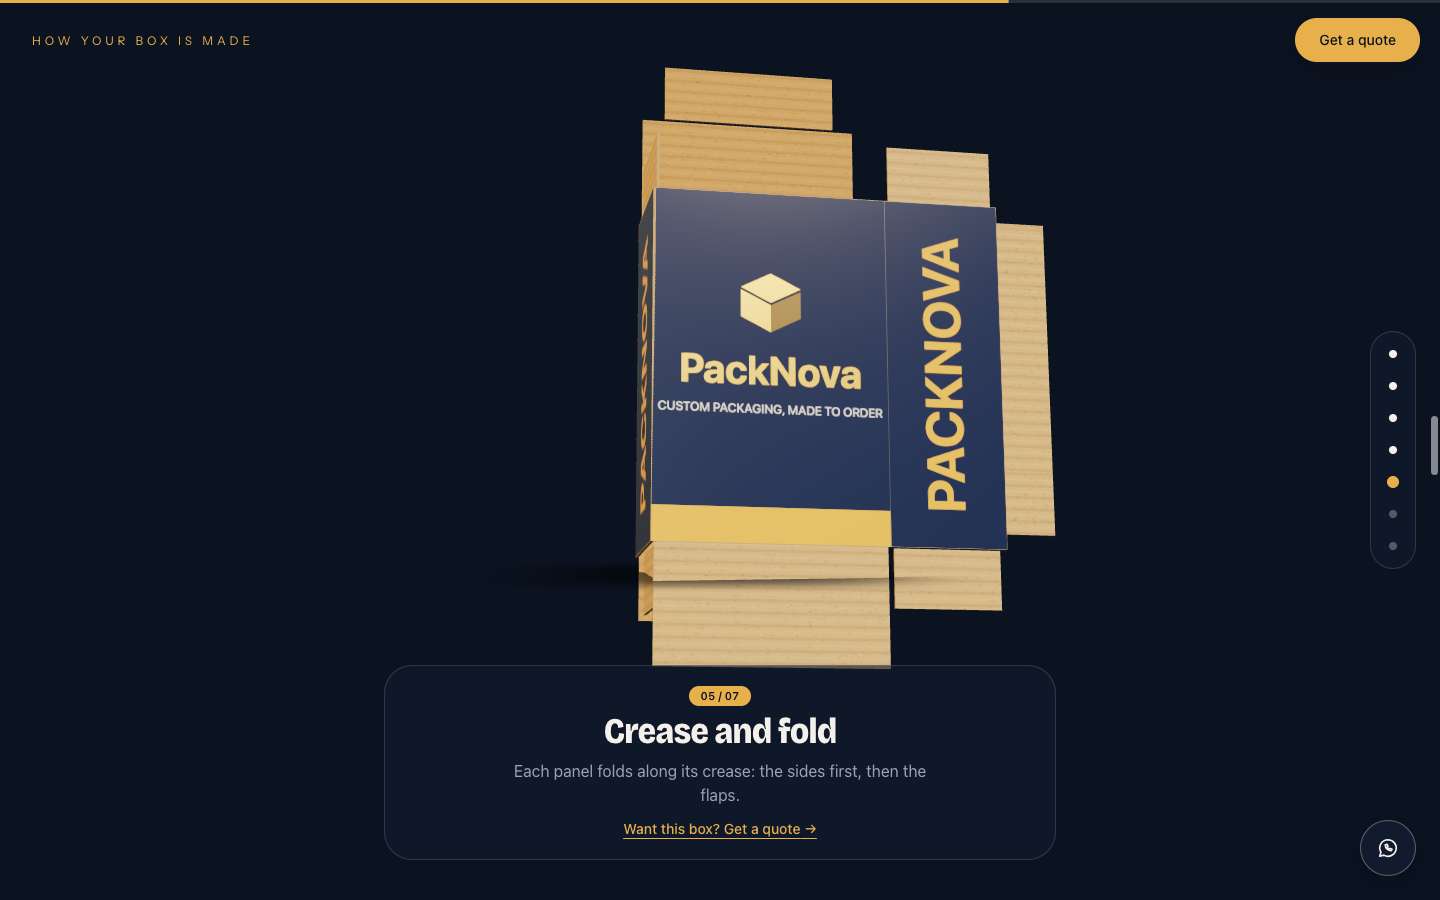 HOW YOUR BOX IS MADE
Get a quote
PackNova
CUSTOM PACKAGING, MADE TO ORDER
PACKNOVA
PACKNOVA
05 / 07
Crease and fold
Each panel folds along its crease: the sides first, then the
flaps.
Want this box? Get a quote →